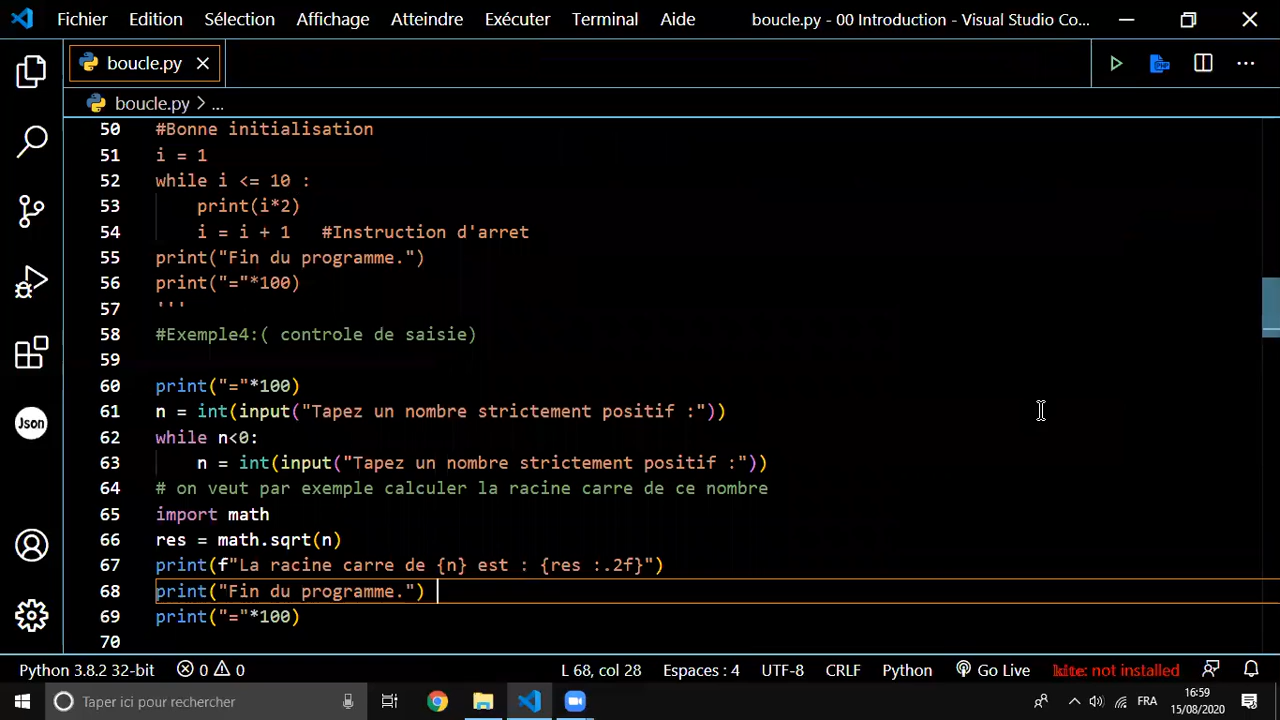 Fichier Edition Sélection Affichage Atteindre Exécuter Terminal Aide boucle.py - 00 Introduction - Visual Studio Co...
boucle.py
boucle.py > ...
50 #Bonne initialisation
51 i = 1
52 while i <= 10 :
53 print(i*2)
54 i = i + 1 #Instruction d'arret
55 print("Fin du programme.")
56 print("="*100)
57 '''
58 #Exemple4:( controle de saisie)
59
60 print("="*100)
61 n = int(input("Tapez un nombre strictement positif :"))
62 while n<0:
63 n = int(input("Tapez un nombre strictement positif :"))
64 # on veut par exemple calculer la racine carre de ce nombre
65 import math
66 res = math.sqrt(n)
67 print(f"La racine carre de {n} est : {res :.2f}")
68 print("Fin du programme.")
69 print("="*100)
70
Json
Python 3.8.2 32-bit 0 0 L 68, col 28 Espaces : 4 UTF-8 CRLF Python Go Live kite: not installed
Taper ici pour rechercher FRA 16:59
15/08/2020